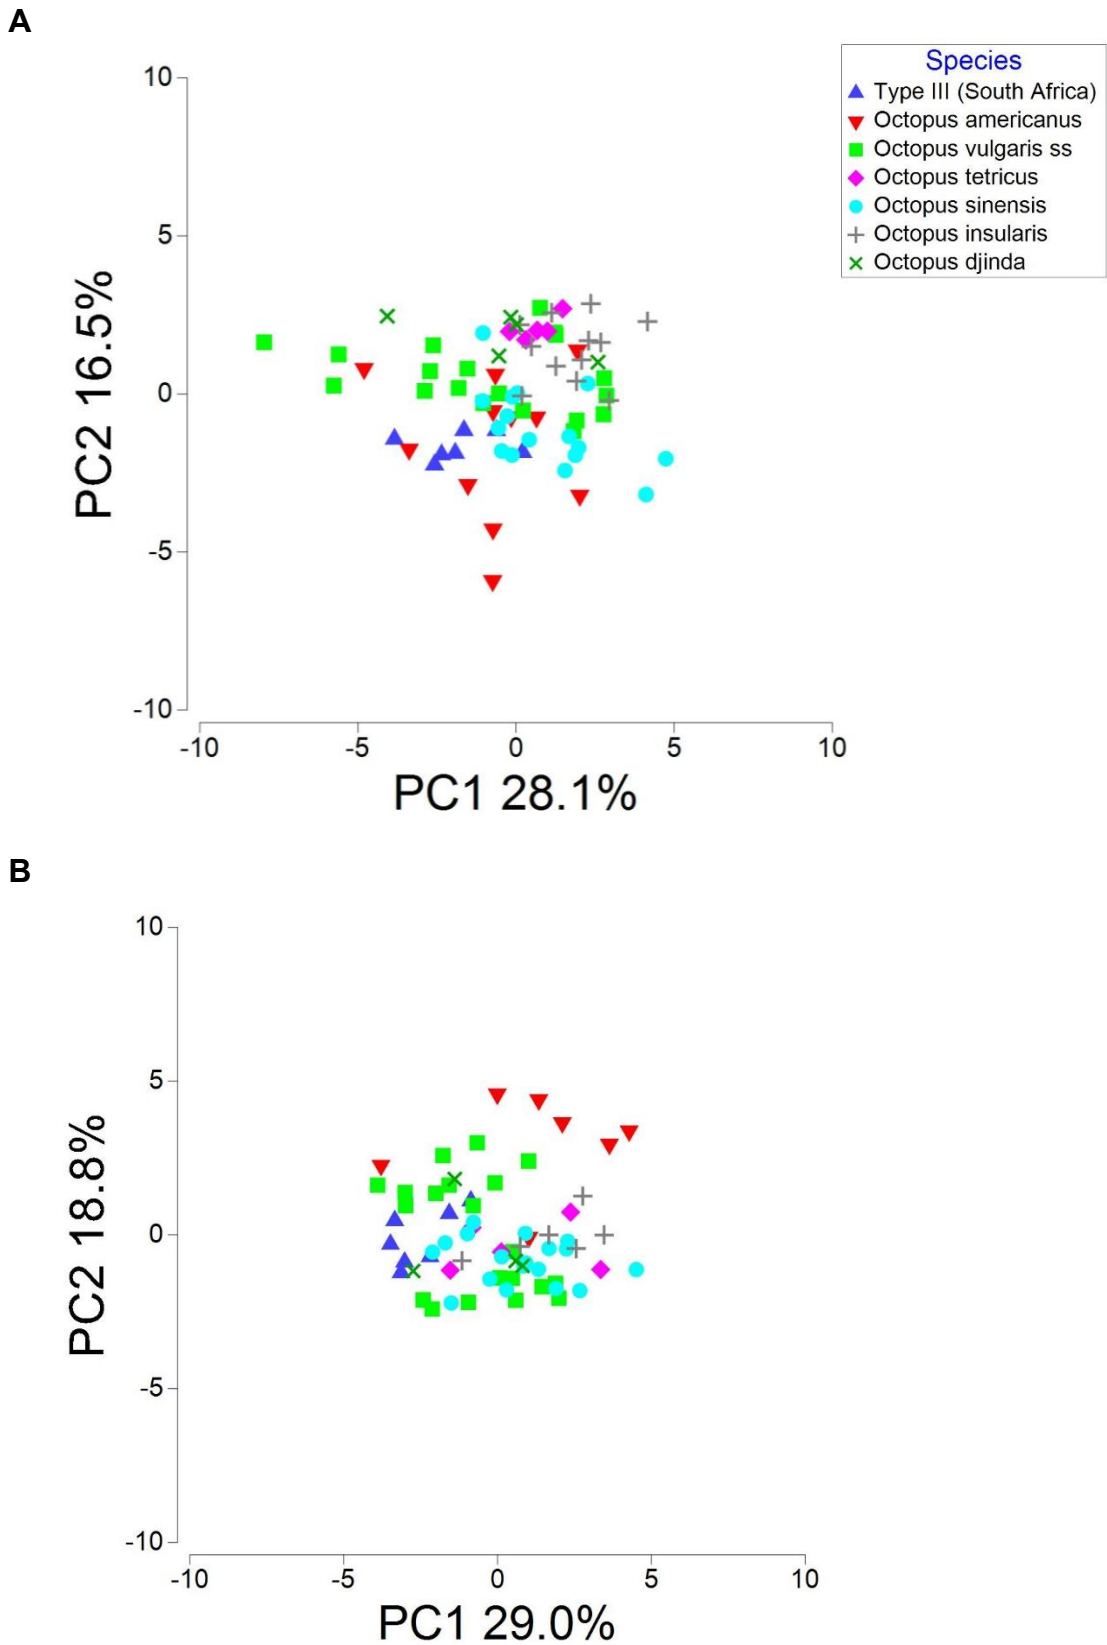 A
Species
Type III (South Africa)
Octopus americanus
Octopus vulgaris ss
Octopus tetricus
Octopus sinensis
Octopus insularis
Octopus djinda
10
5
0
-5
-10
PC2 16.5%
-10 -5 0 5 10
PC1 28.1%
B
10
5
0
-5
-10
PC2 18.8%
-10 -5 0 5 10
PC1 29.0%